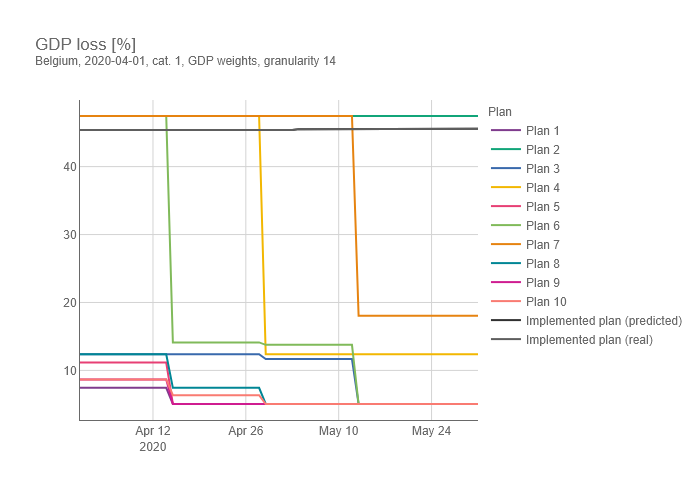 GDP loss [%]
Belgium, 2020-04-01, cat. 1, GDP weights, granularity 14
Plan
Plan 1
Plan 2
Plan 3
Plan 4
Plan 5
Plan 6
Plan 7
Plan 8
Plan 9
Plan 10
Implemented plan (predicted)
Implemented plan (real)
40
30
20
10
Apr 12
2020
Apr 26
May 10
May 24